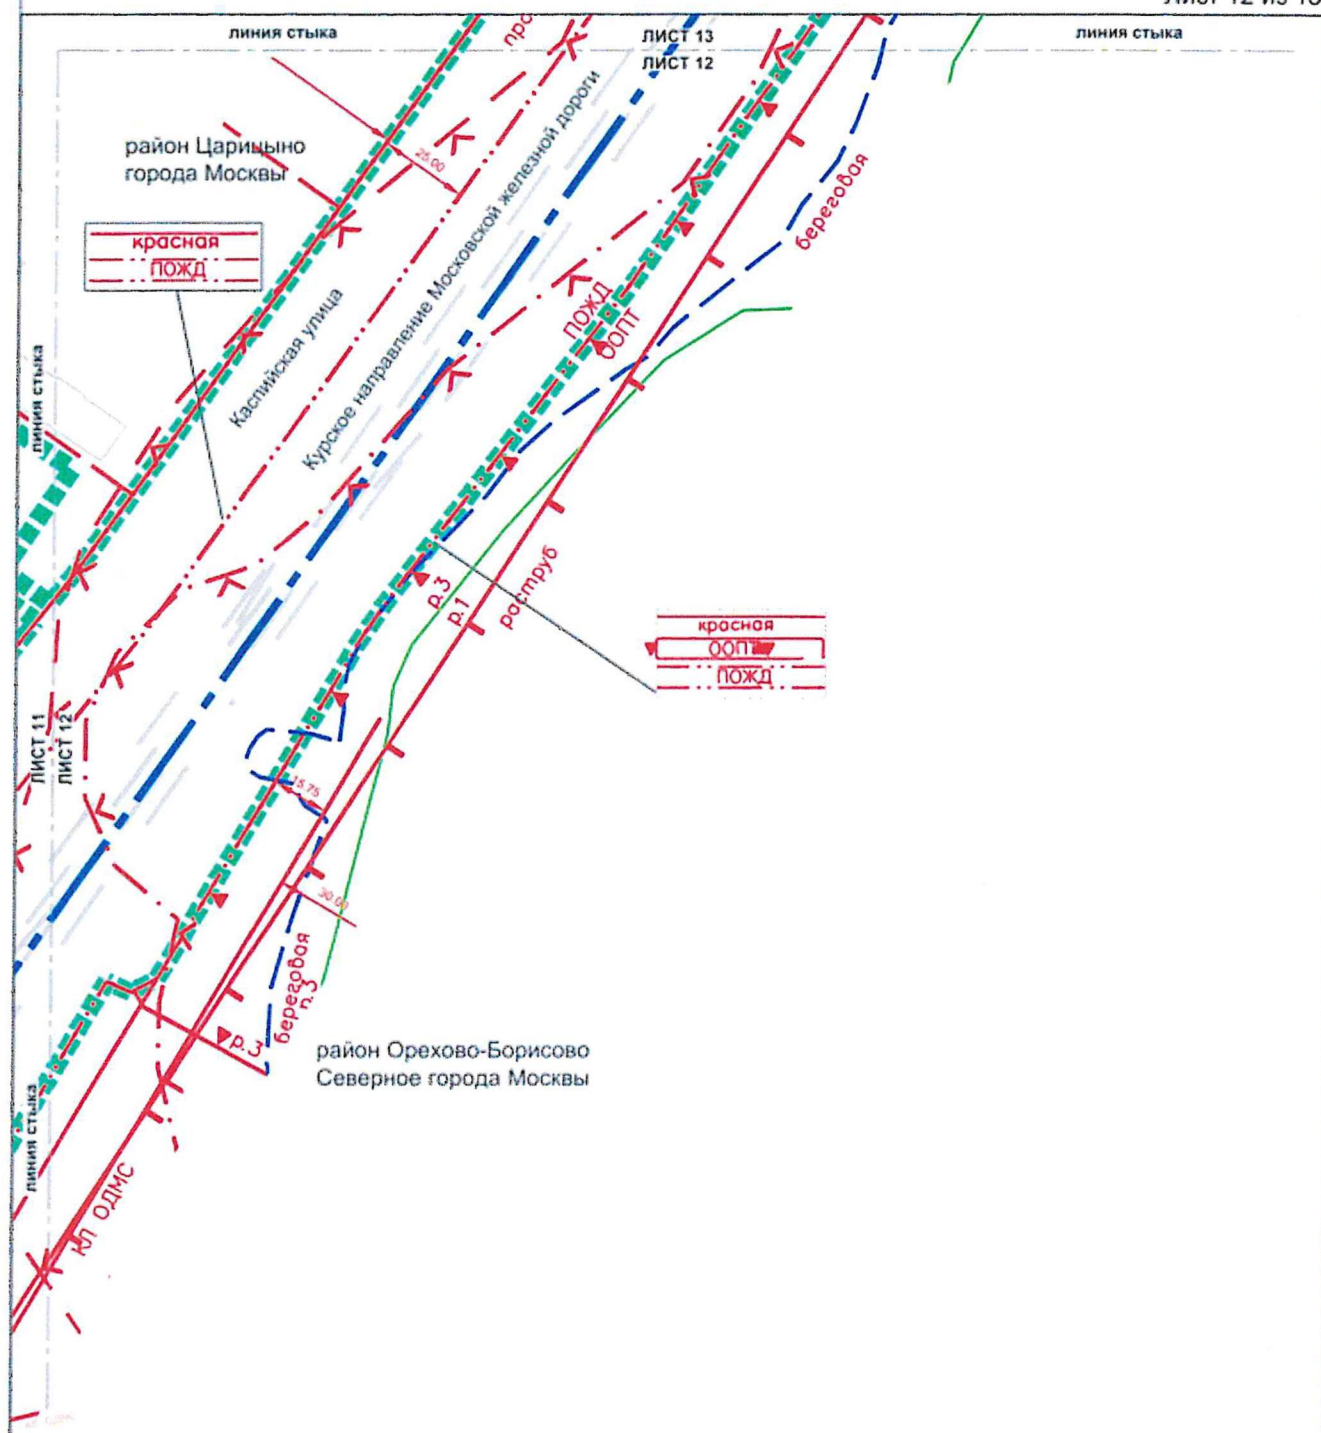 линия стыка
ЛИСТ 13
ЛИСТ 12
линия стыка
район Царицыно
города Москвы
25.00
красная
ПОЖД
Каспийская улица
Курское направление Московской железной дороги
береговая
ПОЖД
ООПТ
линия стыка
р.3
р.1
раструб
красная
ООПТ
ПОЖД
ЛИСТ 11
ЛИСТ 12
15.75
30.00
береговая
п.3
р.3
район Орехово-Борисово
Северное города Москвы
линия стыка
КЛ ОДМС